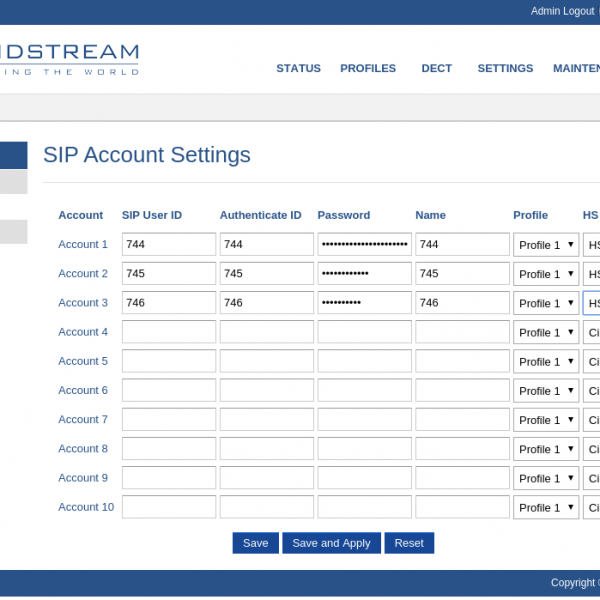 Admin Logout
NDSTREAM
ING THE WORLD
STATUS PROFILES DECT SETTINGS MAINTEN
SIP Account Settings
Account SIP User ID Authenticate ID Password Name Profile HS
Account 1 744 744 •••••••••••••••••••••• 744 Profile 1 HS
Account 2 745 745 •••••••••••• 745 Profile 1 HS
Account 3 746 746 •••••••••• 746 Profile 1 HS
Account 4 Profile 1 Ci
Account 5 Profile 1 Ci
Account 6 Profile 1 Ci
Account 7 Profile 1 Ci
Account 8 Profile 1 Ci
Account 9 Profile 1 Ci
Account 10 Profile 1 Ci
Save Save and Apply Reset
Copyright ©